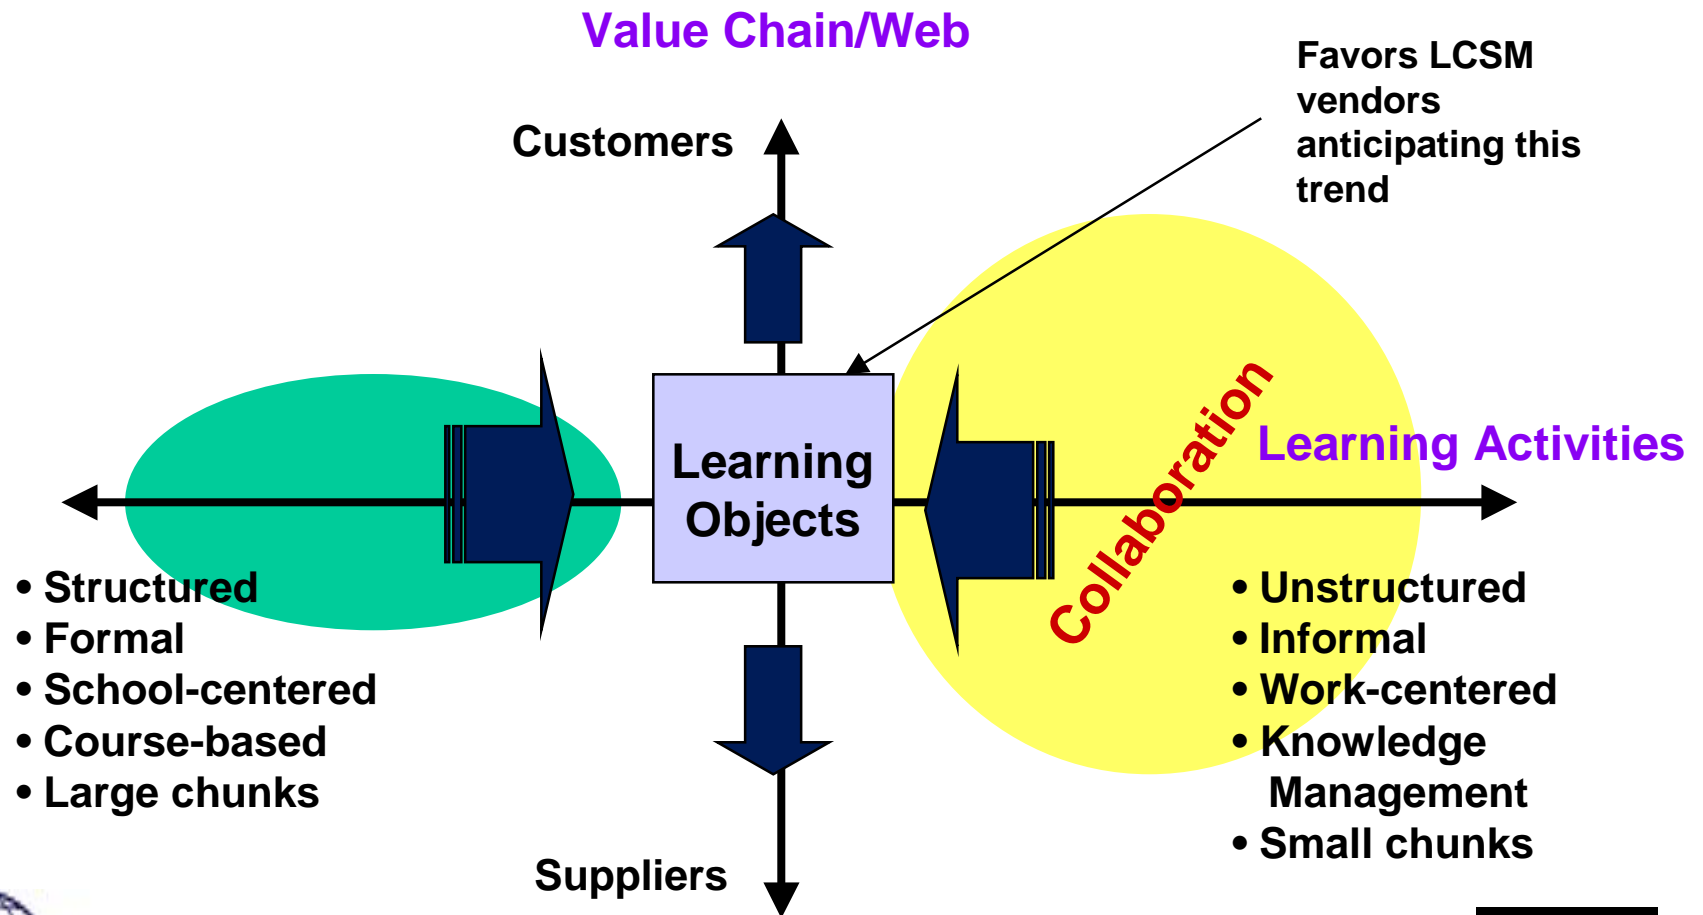 Value Chain/Web
Favors LCSM
vendors
anticipating this
trend
Customers
Learning
Objects
Collaboration
Learning Activities
• Structured
• Formal
• School-centered
• Course-based
• Large chunks
• Unstructured
• Informal
• Work-centered
• Knowledge
Management
• Small chunks
Suppliers